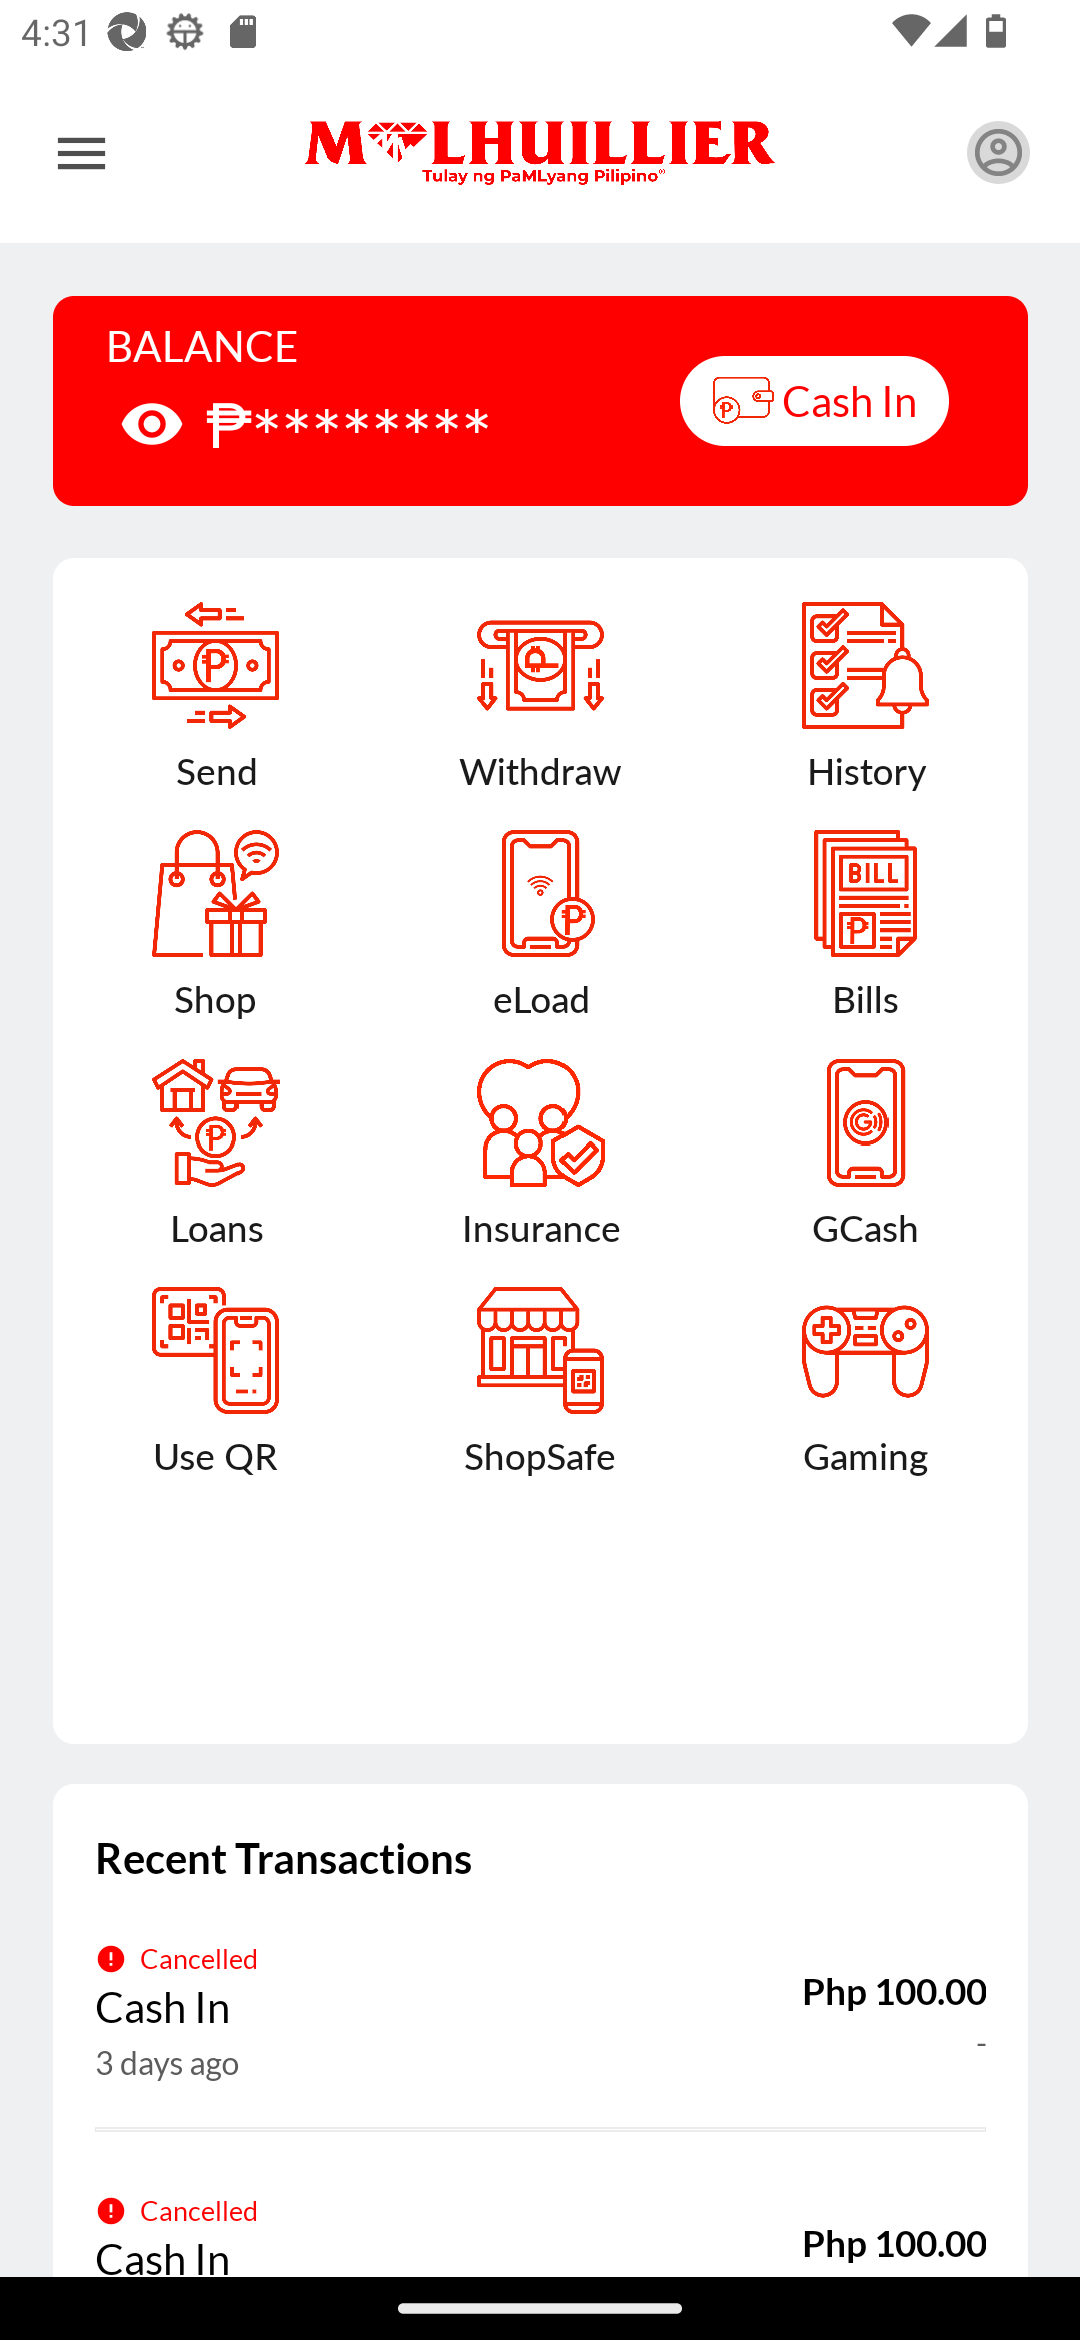 4:31
M LHUILLIER
Tulay ng PaMLyang Pilipino®
BALANCE
₱********
Cash In
Send
Withdraw
History
BILL
Shop
eLoad
Bills
Loans
Insurance
GCash
Use QR
ShopSafe
Gaming
Recent Transactions
Cancelled
Cash In
Php 100.00
-
3 days ago
Cancelled
Cash In
Php 100.00